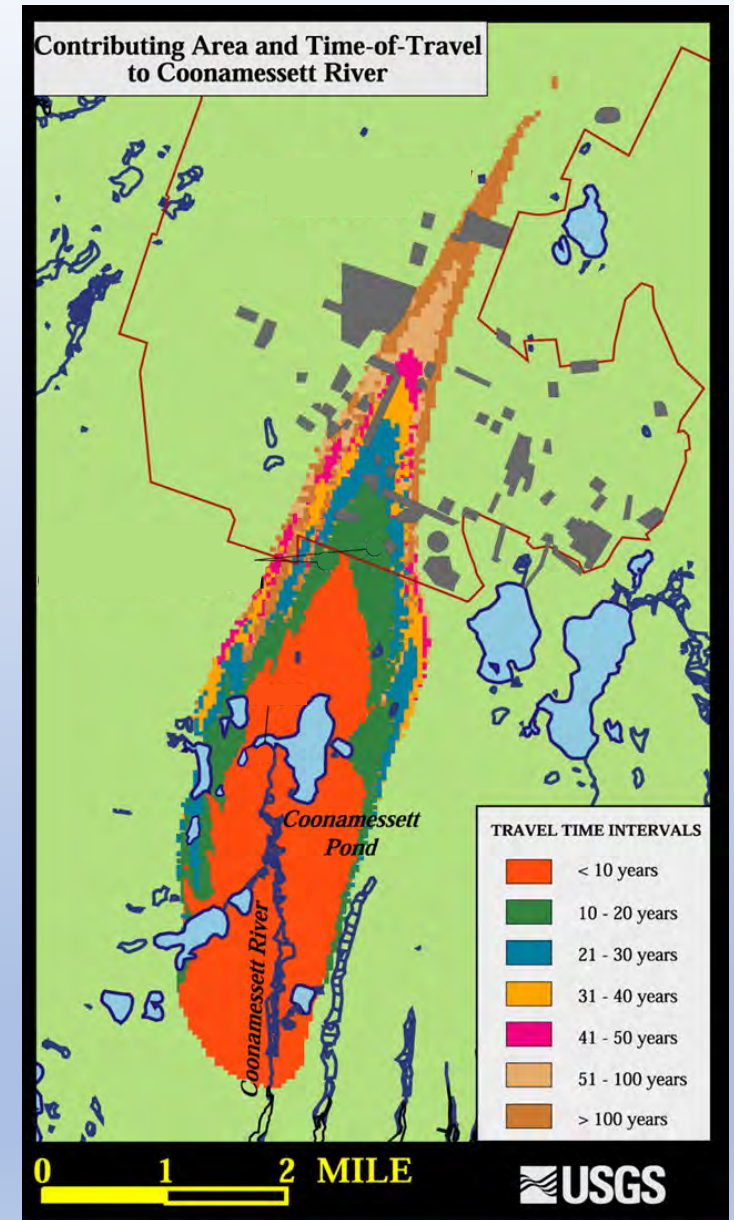 Contributing Area and Time-of-Travel
to Coonamessett River
Coonamessett
Pond
Coonamessett River
TRAVEL TIME INTERVALS
< 10 years
10 - 20 years
21 - 30 years
31 - 40 years
41 - 50 years
51 - 100 years
> 100 years
0 1 2 MILE
USGS